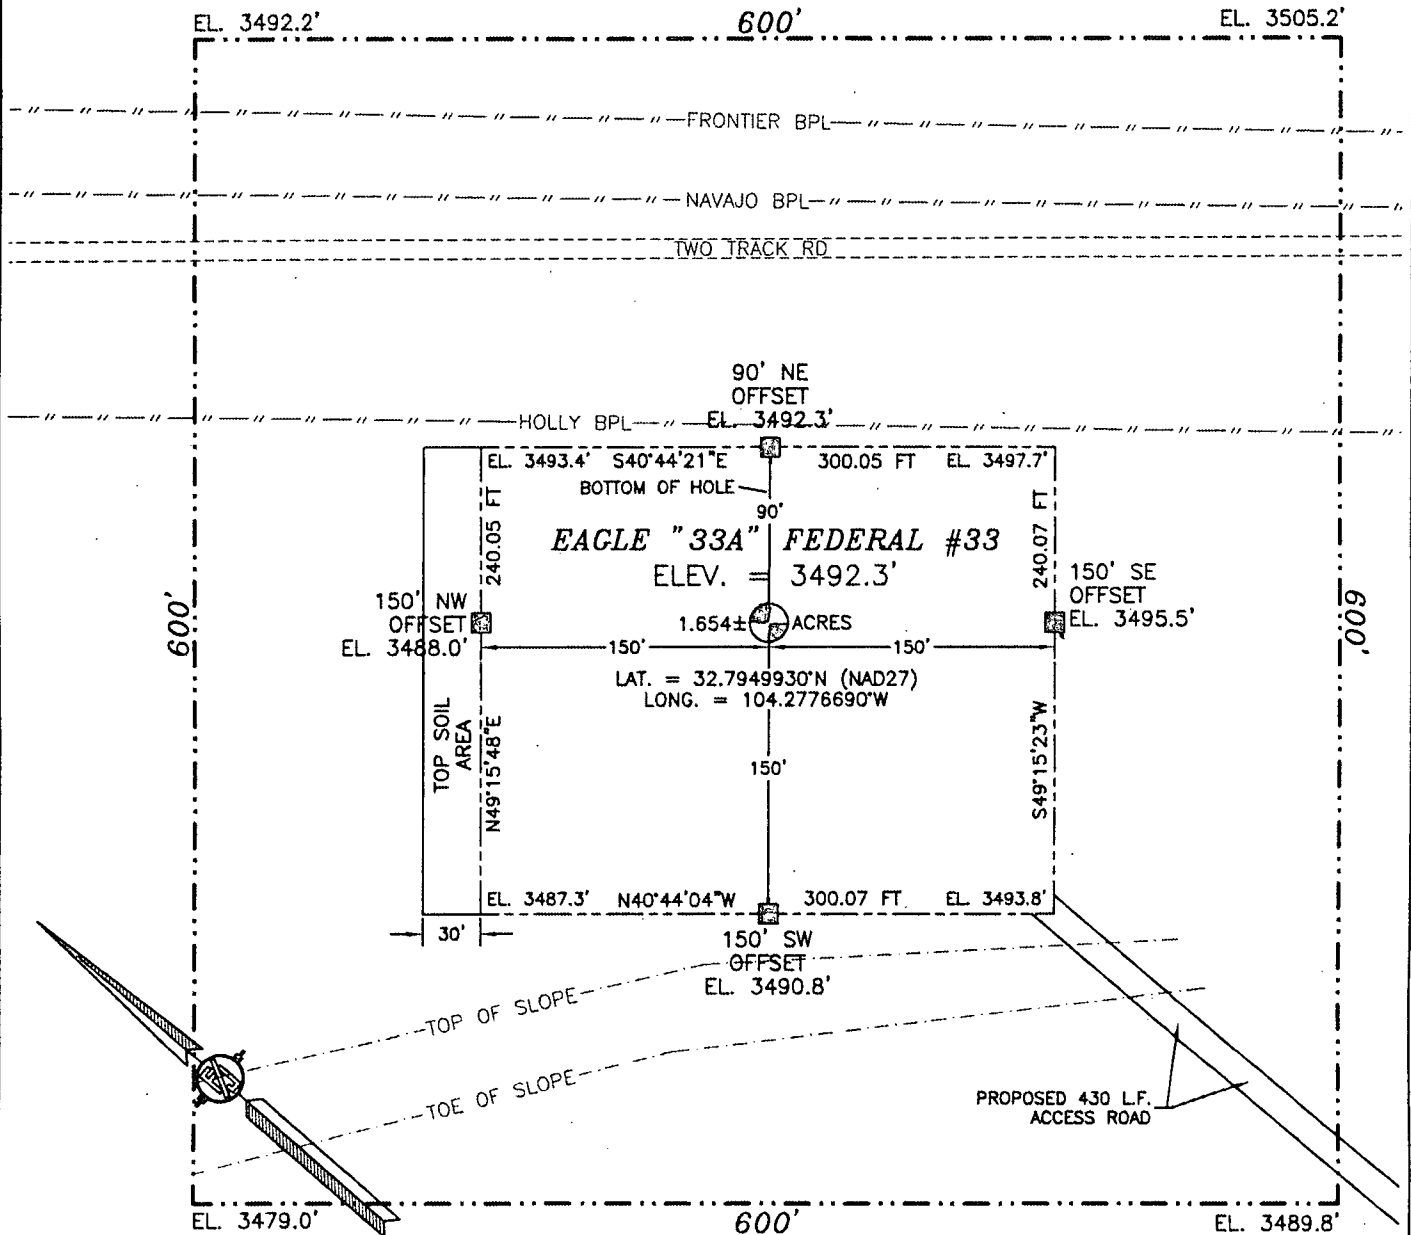 EL. 3492.2'
600'
EL. 3505.2'
FRONTIER BPL
NAVAJO BPL
TWO TRACK RD
90' NE
OFFSET
EL. 3492.3'
HOLLY BPL
EL. 3493.4' S40°44'21"E 300.05 FT EL. 3497.7'
BOTTOM OF HOLE
90'
240.05 FT
240.07 FT
EAGLE "33A" FEDERAL #33
ELEV. = 3492.3'
150' NW
OFFSET
EL. 3488.0'
150' SE
OFFSET
EL. 3495.5'
600'
600'
1.654± ACRES
150'
150'
LAT. = 32.7949930°N (NAD27)
LONG. = 104.2776690°W
TOP SOIL
AREA
N49°15'48"E
S49°15'23"W
150'
EL. 3487.3' N40°44'04"W 300.07 FT EL. 3493.8'
30'
150' SW
OFFSET
EL. 3490.8'
TOP OF SLOPE
TOE OF SLOPE
PROPOSED 430 L.F.
ACCESS ROAD
EL. 3479.0'
600'
EL. 3489.8'